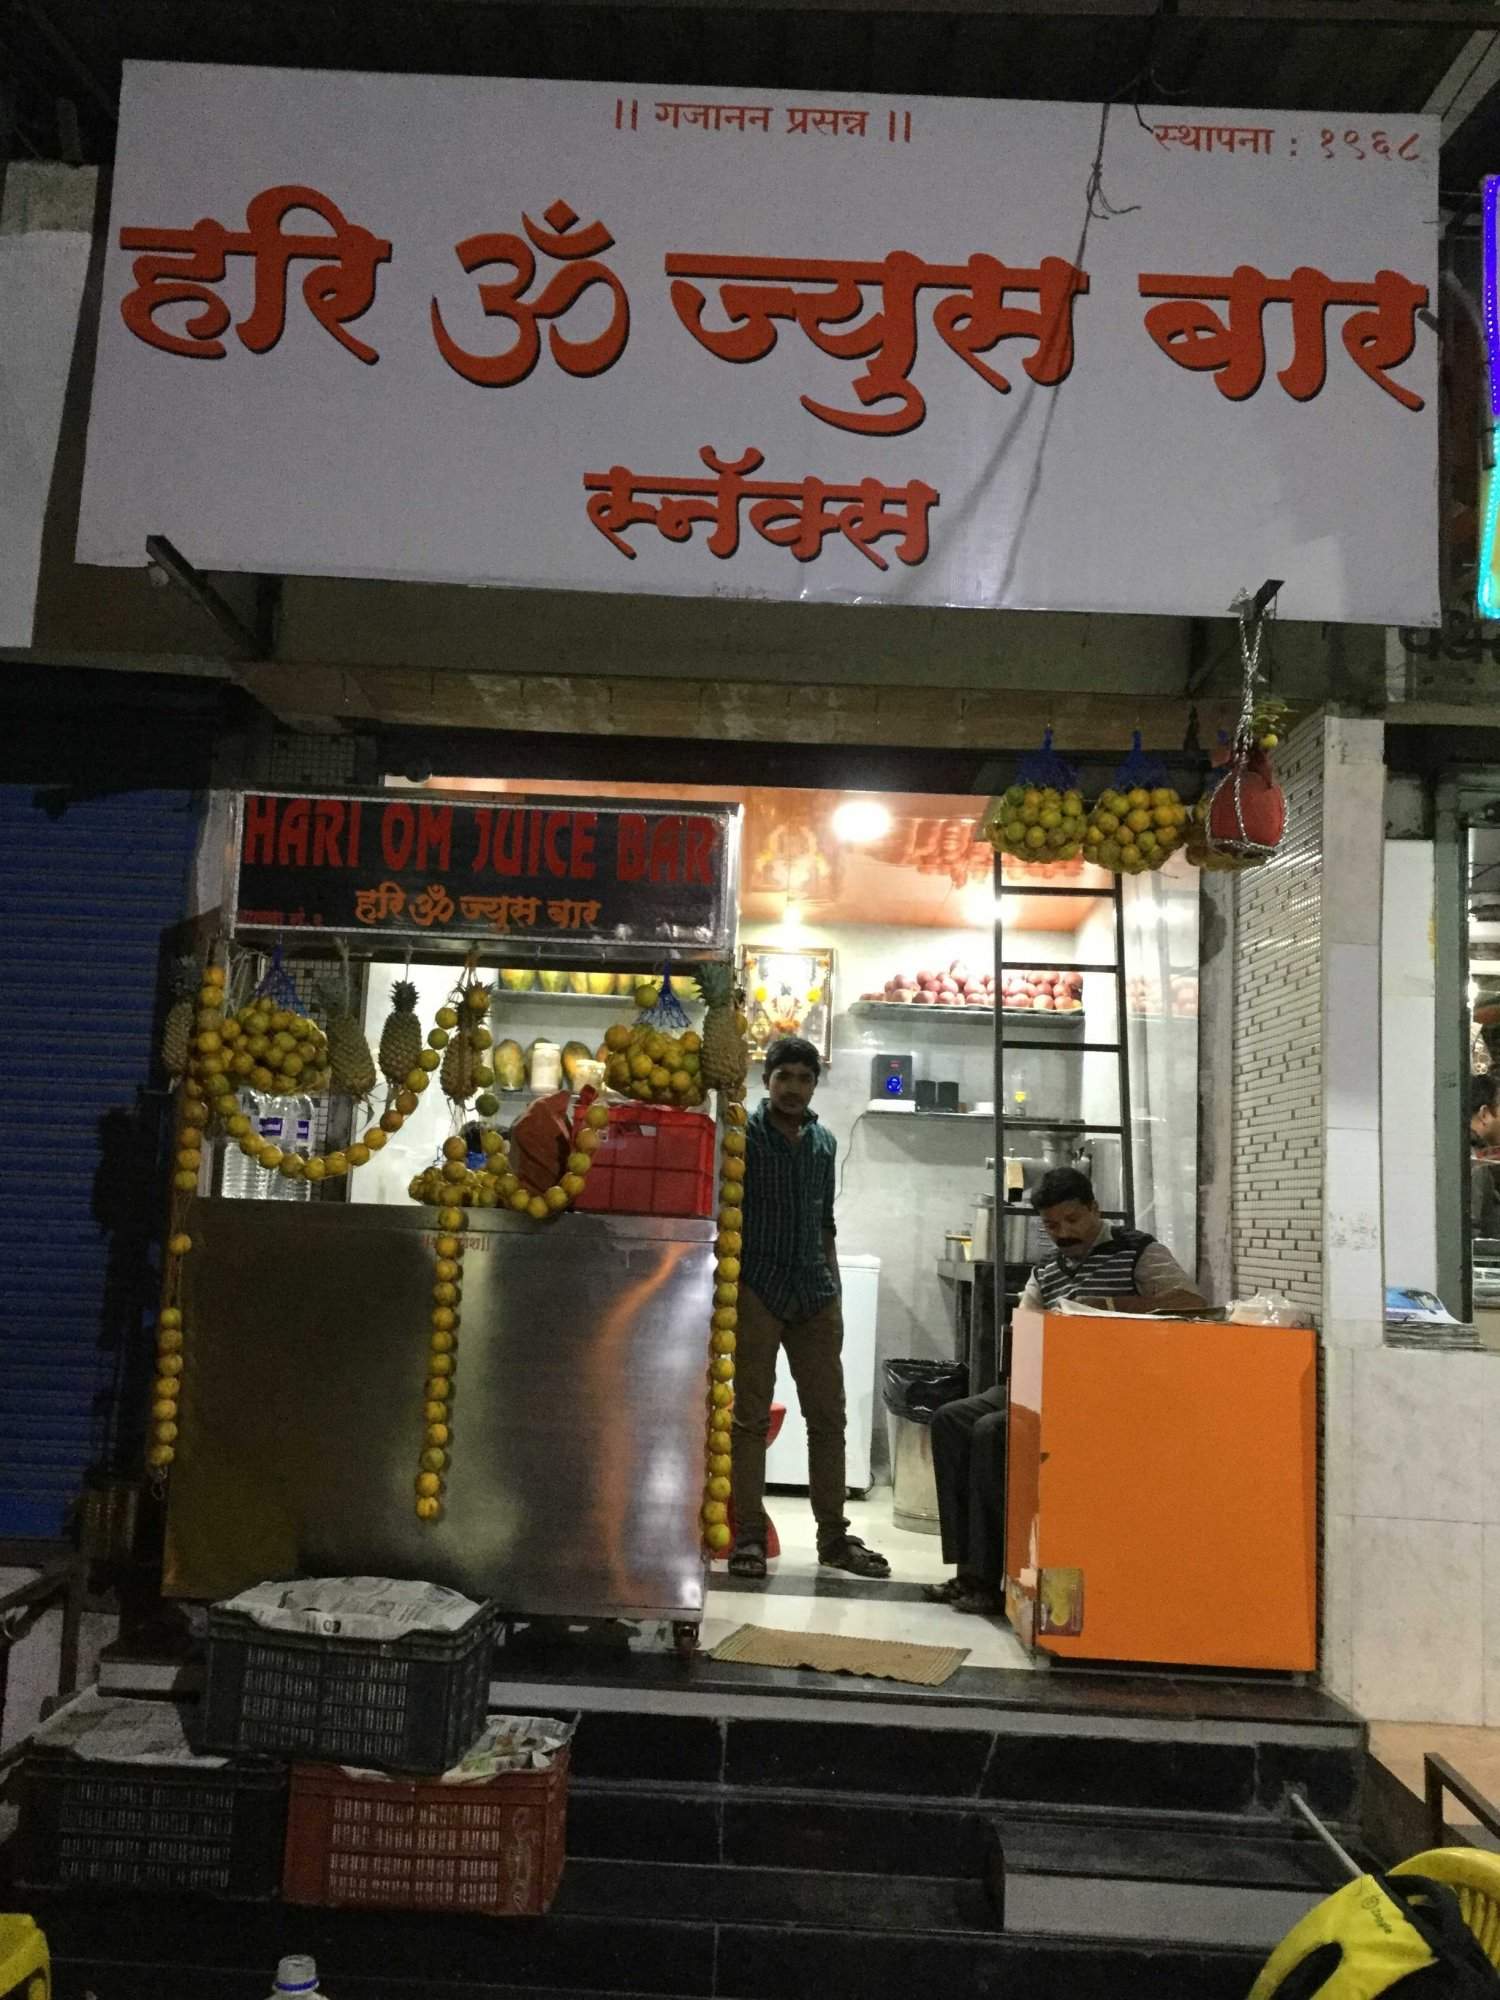 || गजानन प्रसन्न ||
स्थापना : १९६८
हरि ॐ ज्युस बार
स्नॅक्स
HARI OM JUICE BAR
हरि ॐ ज्युस बार